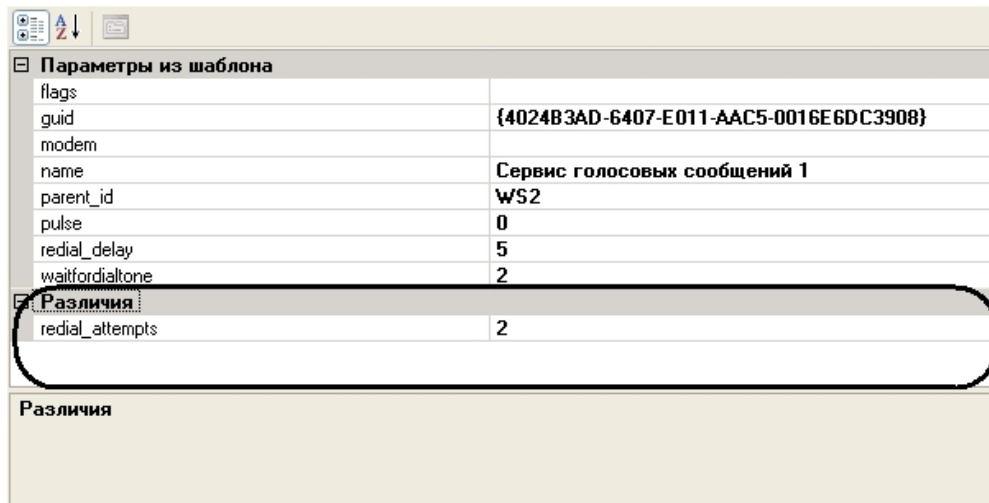 A
Z
Параметры из шаблона
flags
guid {4024B3AD-6407-E011-AAC5-0016E6DC3908}
modem
name Сервис голосовых сообщений 1
parent_id WS2
pulse 0
redial_delay 5
waitfordialtone 2
Различия
redial_attempts 2
Различия